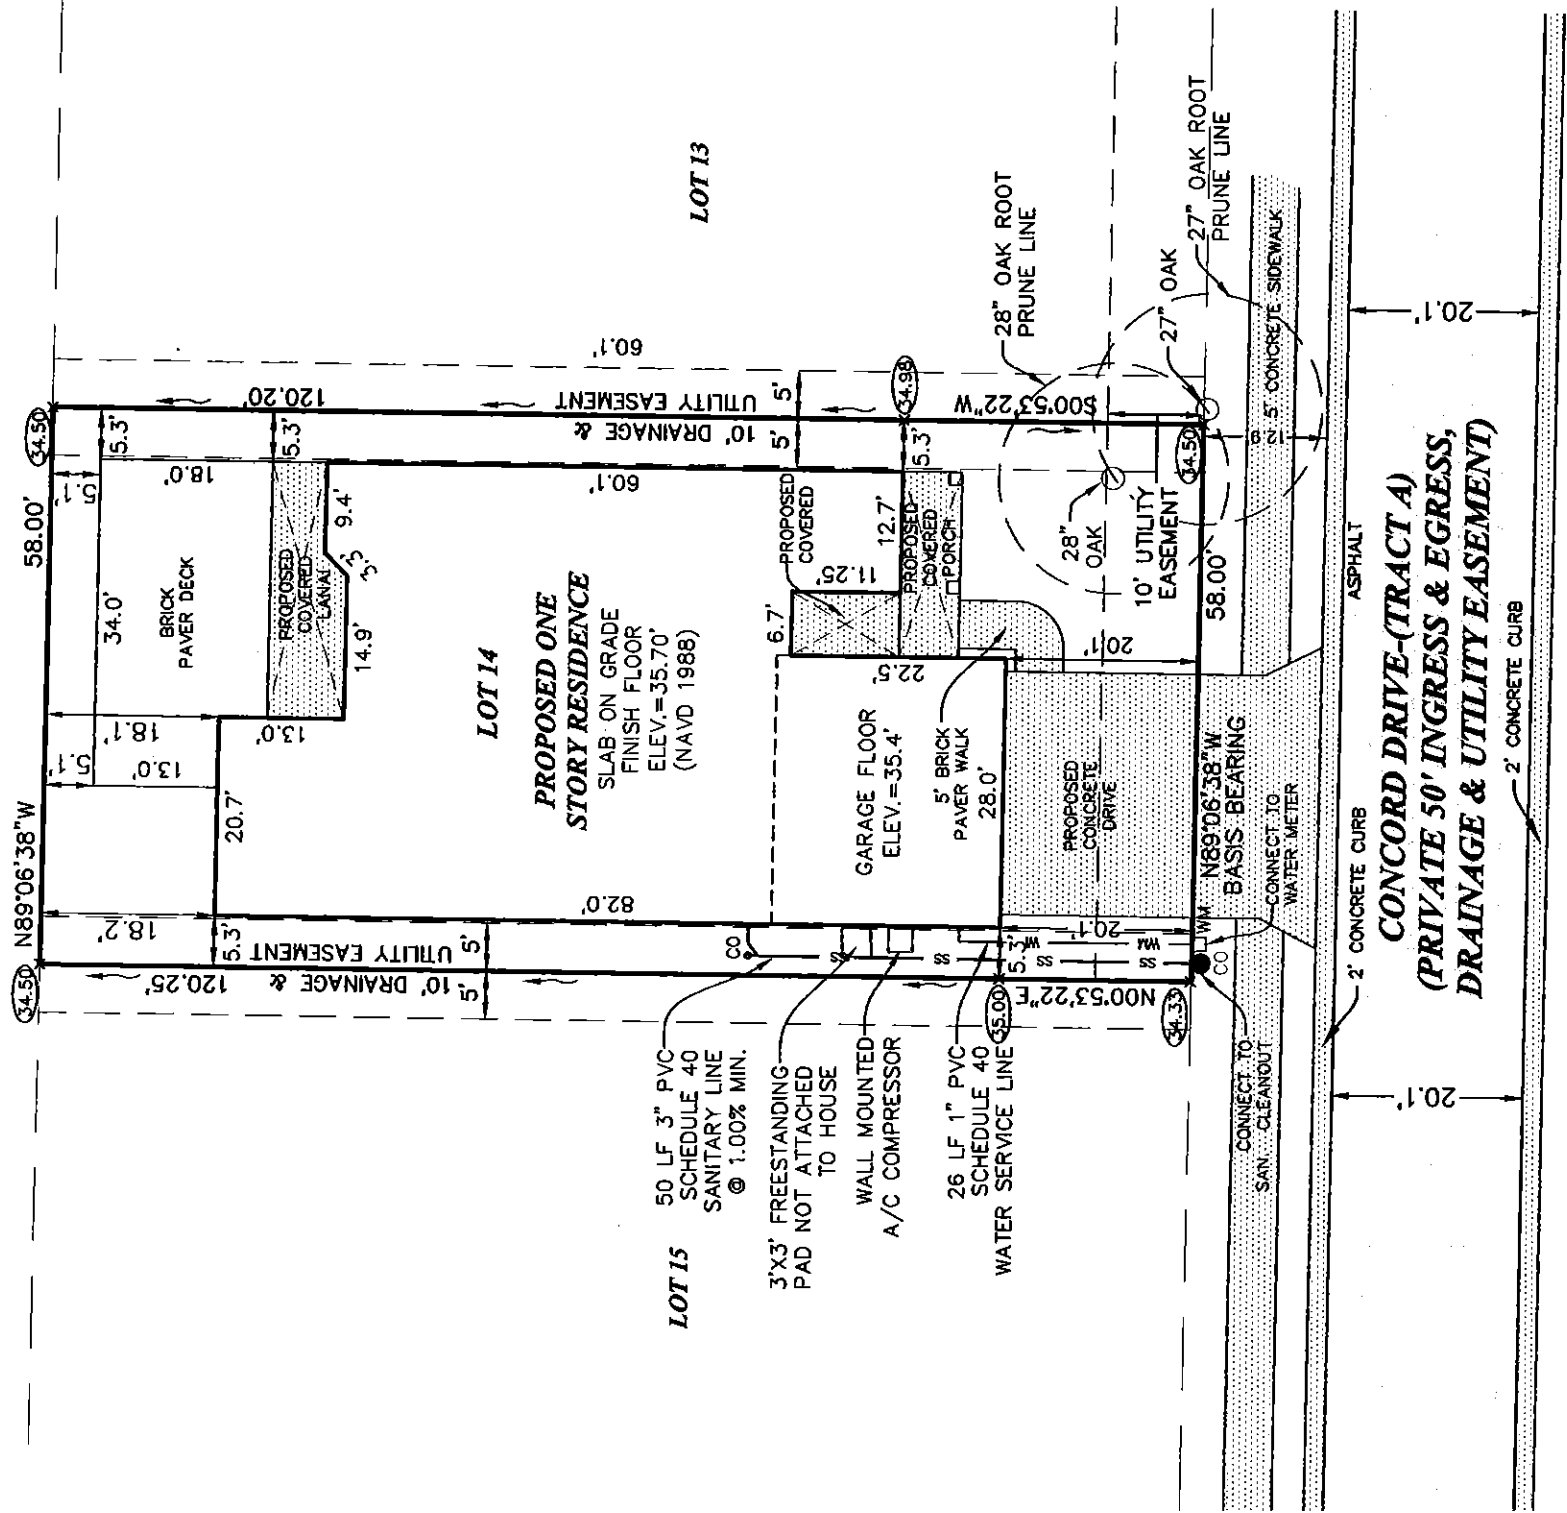 N89°06'38"W
58.00'
34.50
34.50
5.1'
5.3'
18.2'
18.1'
5.1'
13.0'
34.0'
18.0'
BRICK
PAVER DECK
5.3'
20.7'
13.0'
PROPOSED
COVERED
LANAI
9.4'
3.3'
14.9'
5.3'
10' DRAINAGE &
UTILITY EASEMENT
120.20'
60.1'
5'
5'
10' DRAINAGE &
UTILITY EASEMENT
120.25'
5'
5'
82.0'
60.1'
LOT 13
LOT 14
PROPOSED ONE
STORY RESIDENCE
SLAB ON GRADE
FINISH FLOOR
ELEV.=35.70'
(NAVD 1988)
LOT 15
50 LF 3" PVC
SCHEDULE 40
SANITARY LINE
@ 1.00% MIN.
3'X3' FREESTANDING
PAD NOT ATTACHED
TO HOUSE
WALL MOUNTED
A/C COMPRESSOR
26 LF 1" PVC
SCHEDULE 40
WATER SERVICE LINE
CO
SS
SS
SS
SS
WM
WM
GARAGE FLOOR
ELEV.=35.4'
22.5'
6.7'
11.25'
PROPOSED
COVERED
12.7'
PROPOSED
COVERED
PORCH
5.3'
34.98
S00°53'22"W
5' BRICK
PAVER WALK
28.0'
28" OAK ROOT
PRUNE LINE
28"
OAK
27" OAK
27" OAK ROOT
PRUNE LINE
10' UTILITY
EASEMENT
34.50
20.1'
58.00'
PROPOSED
CONCRETE
DRIVE
5.3'
20.1'
35.00
N00°53'22"E
34.33
N89°06'38"W
BASIS BEARING
WM
CO
CONNECT TO
WATER METER
CONNECT TO
SAN. CLEANOUT
12.9'
5' CONCRETE SIDEWALK
ASPHALT
2' CONCRETE CURB
20.1'
20.1'
CONCORD DRIVE-(TRACT A)
(PRIVATE 50' INGRESS & EGRESS,
DRAINAGE & UTILITY EASEMENT)
2' CONCRETE CURB